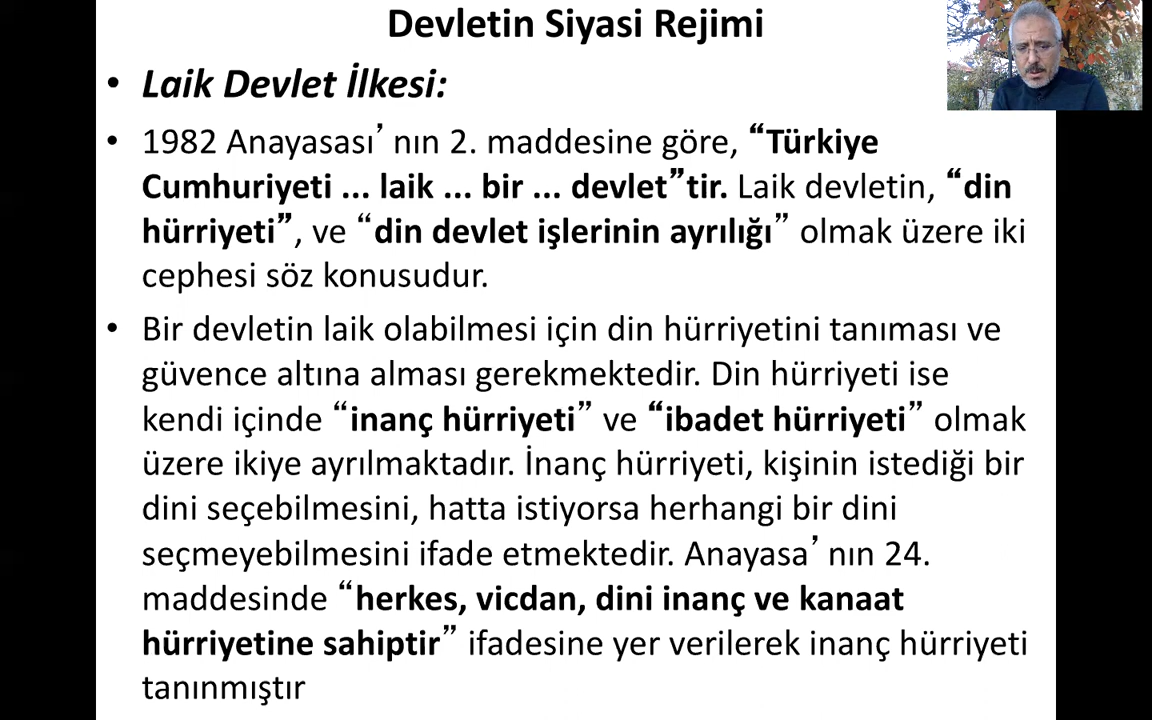 Devletin Siyasi Rejimi
• Laik Devlet İlkesi:
• 1982 Anayasası’nın 2. maddesine göre, “Türkiye
Cumhuriyeti ... laik ... bir ... devlet”tir. Laik devletin, “din
hürriyeti”, ve “din devlet işlerinin ayrılığı” olmak üzere iki
cephesi söz konusudur.
• Bir devletin laik olabilmesi için din hürriyetini tanıması ve
güvence altına alması gerekmektedir. Din hürriyeti ise
kendi içinde “inanç hürriyeti” ve “ibadet hürriyeti” olmak
üzere ikiye ayrılmaktadır. İnanç hürriyeti, kişinin istediği bir
dini seçebilmesini, hatta istiyorsa herhangi bir dini
seçmeyebilmesini ifade etmektedir. Anayasa’nın 24.
maddesinde “herkes, vicdan, dini inanç ve kanaat
hürriyetine sahiptir” ifadesine yer verilerek inanç hürriyeti
tanınmıştır